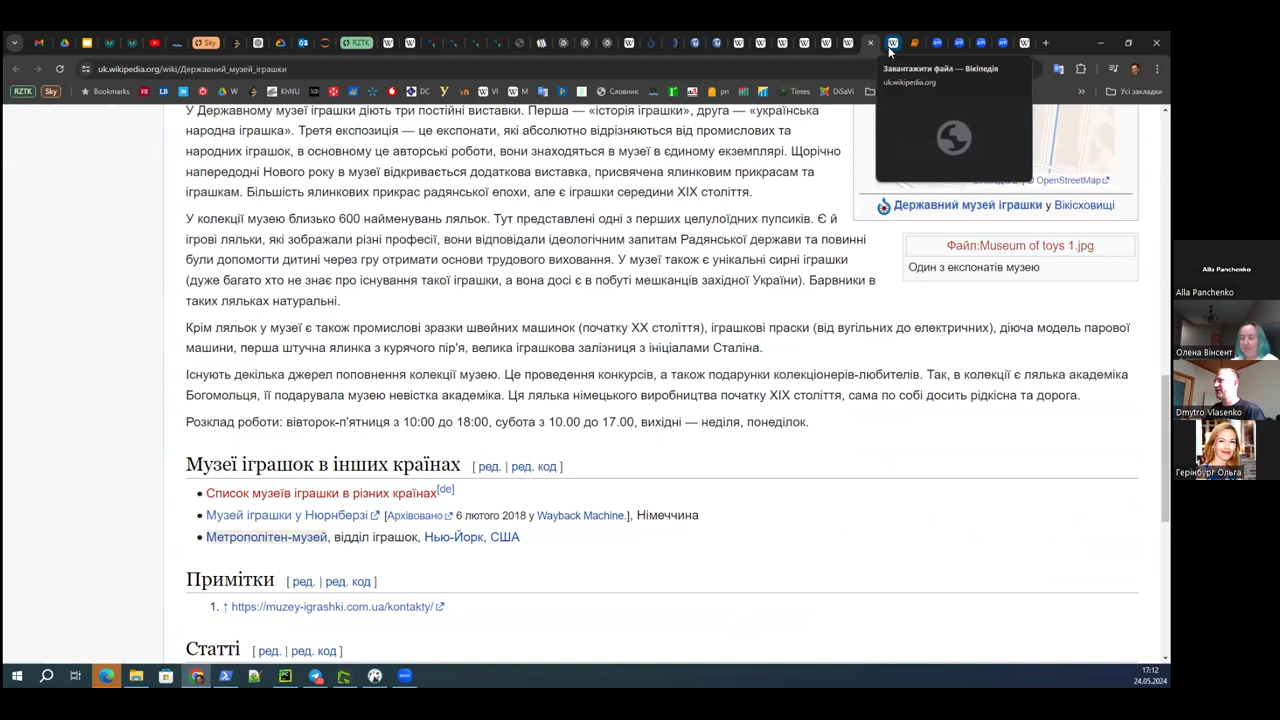 Sky
RZTK
uk.wikipedia.org/wiki/Державний_музей_іграшки
Завантажити файл — Вікіпедія
uk.wikipedia.org
RZTK
Sky
Bookmarks
KhNU
DC
V
M
Словник
pn
Times
DiSaVi
Усі закладки
У Державному музеї іграшки діють три постійні виставки. Перша — «історія іграшки», друга — «українська
народна іграшка». Третя експозиція — це експонати, які абсолютно відрізняються від промислових та
народних іграшок, в основному це авторські роботи, вони знаходяться в музеї в єдиному екземплярі. Щорічно
напередодні Нового року в музеї відкривається додаткова виставка, присвячена ялинковим прикрасам та
іграшкам. Більшість ялинкових прикрас радянської епохи, але є іграшки середини XIX століття.
OpenStreetMap
Державний музей іграшки у Вікісховищі
У колекції музею близько 600 найменувань ляльок. Тут представлені одні з перших целулоїдних пупсиків. Є й
ігрові ляльки, які зображали різні професії, вони відповідали ідеологічним запитам Радянської держави та повинні
були допомогти дитині через гру отримати основи трудового виховання. У музеї також є унікальні сирні іграшки
(дуже багато хто не знає про існування такої іграшки, а вона досі є в побуті мешканців західної України). Барвники в
таких ляльках натуральні.
Файл:Museum of toys 1.jpg
Один з експонатів музею
Крім ляльок у музеї є також промислові зразки швейних машинок (початку XX століття), іграшкові праски (від вугільних до електричних), діюча модель парової
машини, перша штучна ялинка з курячого пір'я, велика іграшкова залізниця з ініціалами Сталіна.
Існують декілька джерел поповнення колекції музею. Це проведення конкурсів, а також подарунки колекціонерів-любителів. Так, в колекції є лялька академіка
Богомольця, її подарувала музею невістка академіка. Ця лялька німецького виробництва початку XIX століття, сама по собі досить рідкісна та дорога.
Розклад роботи: вівторок-п'ятниця з 10:00 до 18:00, субота з 10.00 до 17.00, вихідні — неділя, понеділок.
Музеї іграшок в інших країнах [ ред. | ред. код ]
• Список музеїв іграшки в різних країнах[de]
• Музей іграшки у Нюрнберзі [Архівовано 6 лютого 2018 у Wayback Machine.], Німеччина
• Метрополітен-музей, відділ іграшок, Нью-Йорк, США
Примітки [ ред. | ред. код ]
1. ↑ https://muzey-igrashki.com.ua/kontakty/
Статті [ ред. | ред. код ]
Alla Panchenko
Alla Panchenko
Олена Вінсент
Dmytro Vlasenko
Герінбург Ольга
17:12
24.05.2024